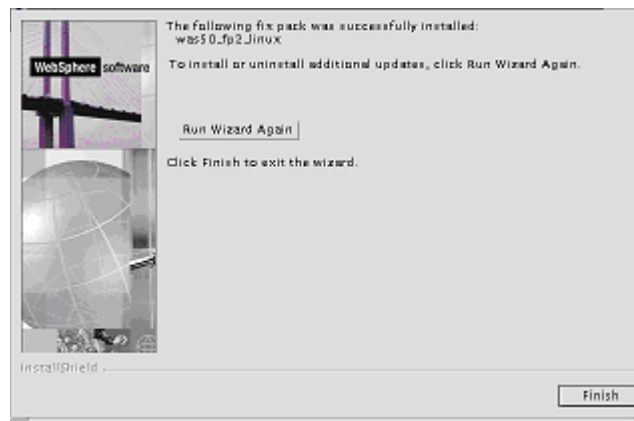 The following fix pack was successfully installed:
was50_fp2_linux
WebSphere software
To install or uninstall additional updates, click Run Wizard Again.
Run Wizard Again
Click Finish to exit the wizard.
InstallShield
Finish